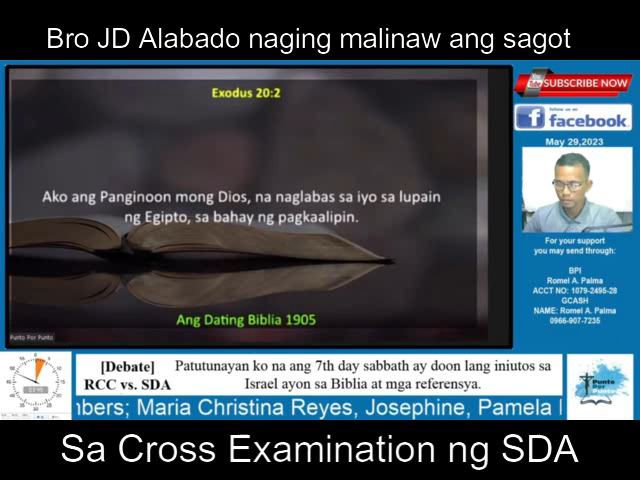 Bro JD Alabado naging malinaw ang sagot
Exodus 20:2
Ako ang Panginoon mong Dios, na naglabas sa iyo sa lupain
ng Egipto, sa bahay ng pagkaalipin.
Ang Dating Biblia 1905
Punto Por Punto
SUBSCRIBE NOW
follow us on
facebook
May 29,2023
For your support
you may send through:
BPI
Romel A. Palma
ACCT NO: 1079-2495-28
GCASH
NAME: Romel A. Palma
0966-907-7235
[Debate]
RCC vs. SDA
Patutunayan ko na ang 7th day sabbath ay doon lang iniutos sa
Israel ayon sa Biblia at mga referensya.
Punto
Por
Punto
nbers; Maria Christina Reyes, Josephine, Pamela
Sa Cross Examination ng SDA